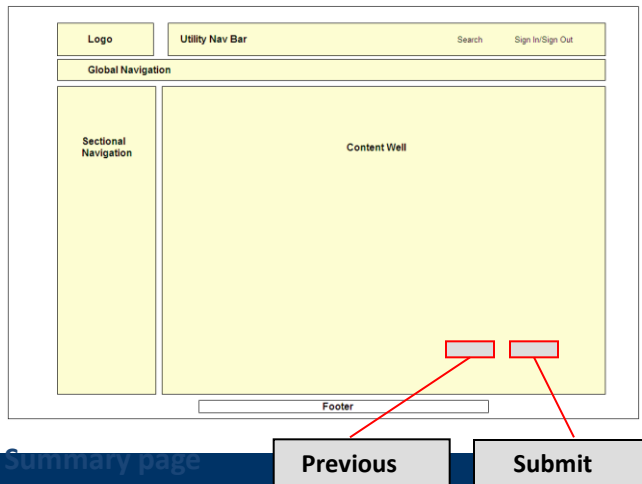 Logo
Utility Nav Bar
Search
Sign In/Sign Out
Global Navigation
Sectional
Navigation
Content Well
Footer
Summary page
Previous
Submit